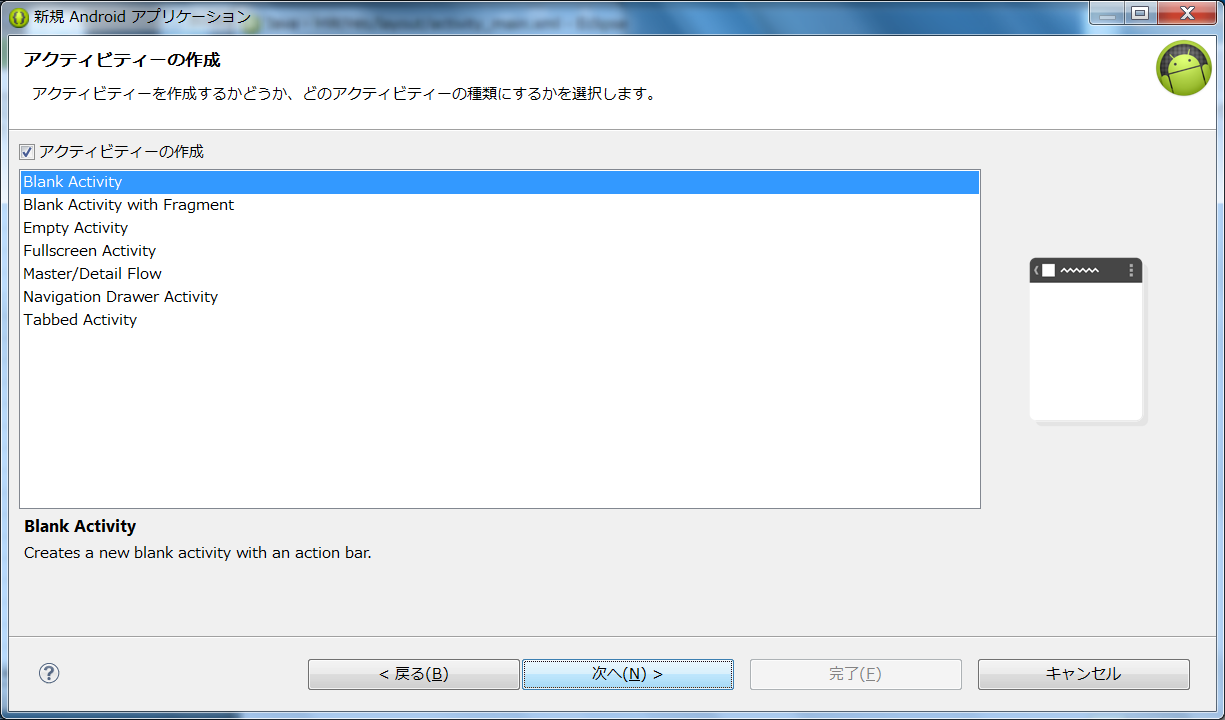 新規 Android アプリケーション
アクティビティーの作成
アクティビティーを作成するかどうか、どのアクティビティーの種類にするかを選択します。
アクティビティーの作成
Blank Activity
Blank Activity with Fragment
Empty Activity
Fullscreen Activity
Master/Detail Flow
Navigation Drawer Activity
Tabbed Activity
Blank Activity
Creates a new blank activity with an action bar.
< 戻る(B)
次へ(N) >
完了(F)
キャンセル